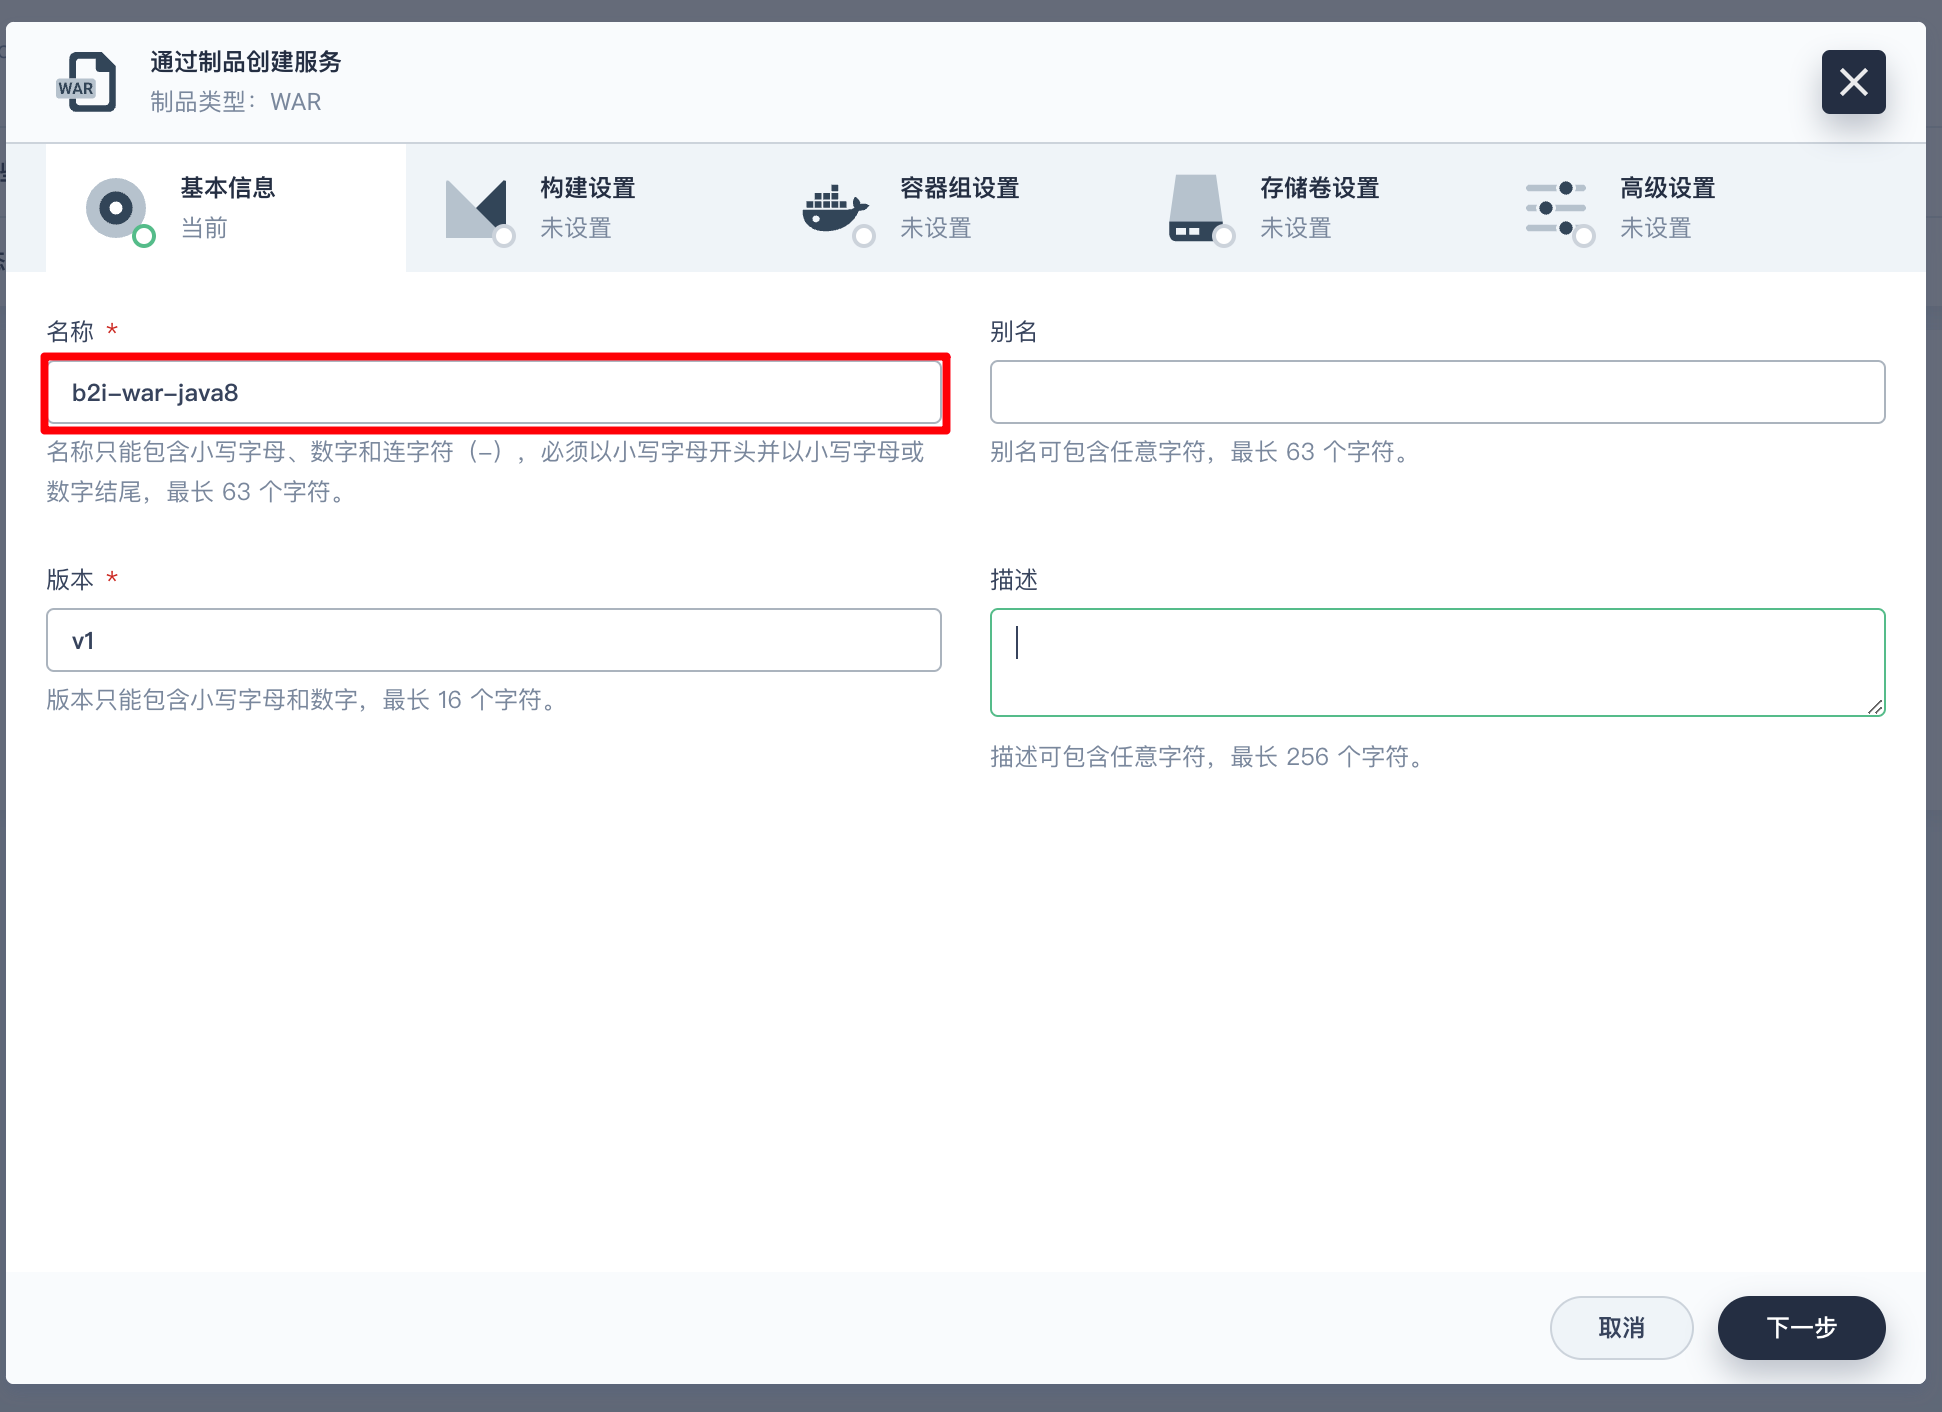 通过制品创建服务
WAR
制品类型：WAR
基本信息
当前
构建设置
未设置
容器组设置
未设置
存储卷设置
未设置
高级设置
未设置
名称 *
b2i-war-java8
名称只能包含小写字母、数字和连字符（-），必须以小写字母开头并以小写字母或
数字结尾，最长 63 个字符。
别名
别名可包含任意字符，最长 63 个字符。
版本 *
v1
版本只能包含小写字母和数字，最长 16 个字符。
描述
描述可包含任意字符，最长 256 个字符。
取消
下一步